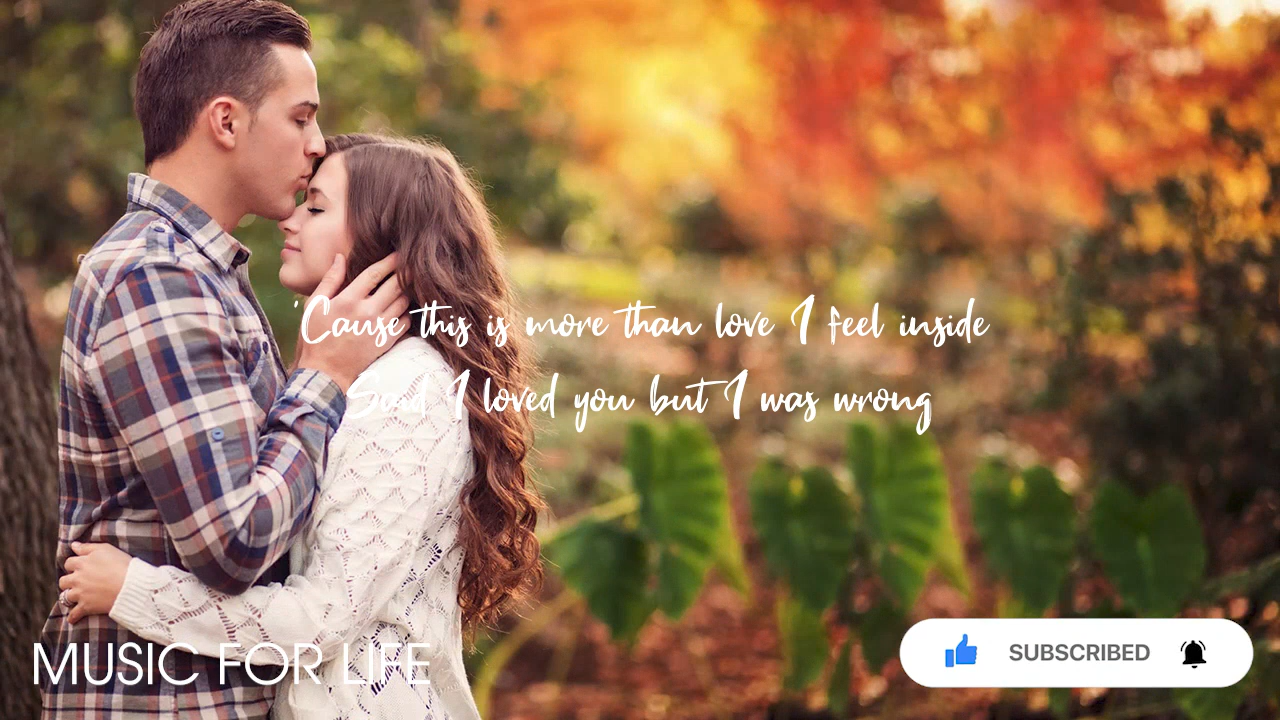 'Cause this is more than love I feel inside
Said I loved you but I was wrong
MUSIC FOR LIFE
SUBSCRIBED